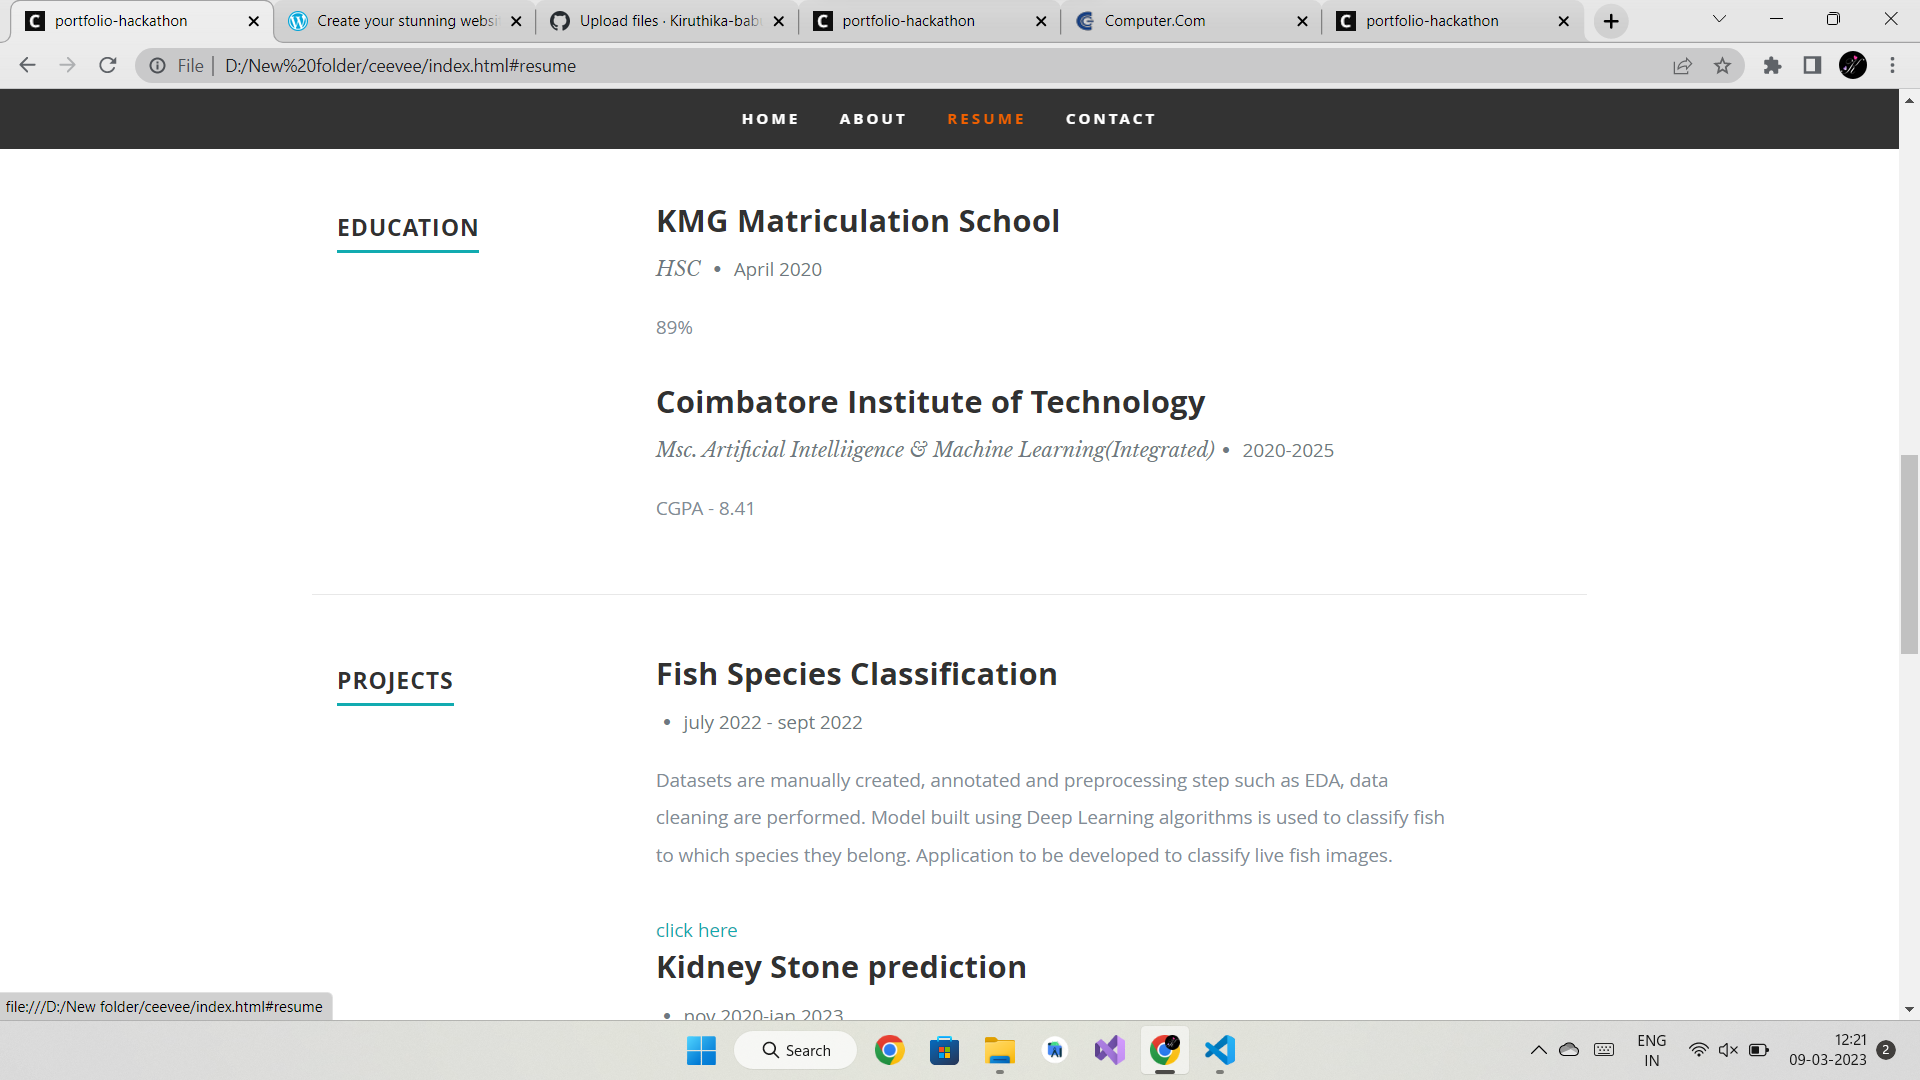 portfolio-hackathon
Create your stunning websi
Upload files · Kiruthika-bab
portfolio-hackathon
Computer.Com
portfolio-hackathon
File | D:/New%20folder/ceevee/index.html#resume
HOME ABOUT RESUME CONTACT
EDUCATION
KMG Matriculation School
HSC • April 2020
89%
Coimbatore Institute of Technology
Msc. Artificial Intelliigence & Machine Learning(Integrated) • 2020-2025
CGPA - 8.41
PROJECTS
Fish Species Classification
• july 2022 - sept 2022
Datasets are manually created, annotated and preprocessing step such as EDA, data
cleaning are performed. Model built using Deep Learning algorithms is used to classify fish
to which species they belong. Application to be developed to classify live fish images.
click here
Kidney Stone prediction
• nov 2020-jan 2023
file:///D:/New folder/ceevee/index.html#resume
Search
ENG
IN
12:21
09-03-2023
2